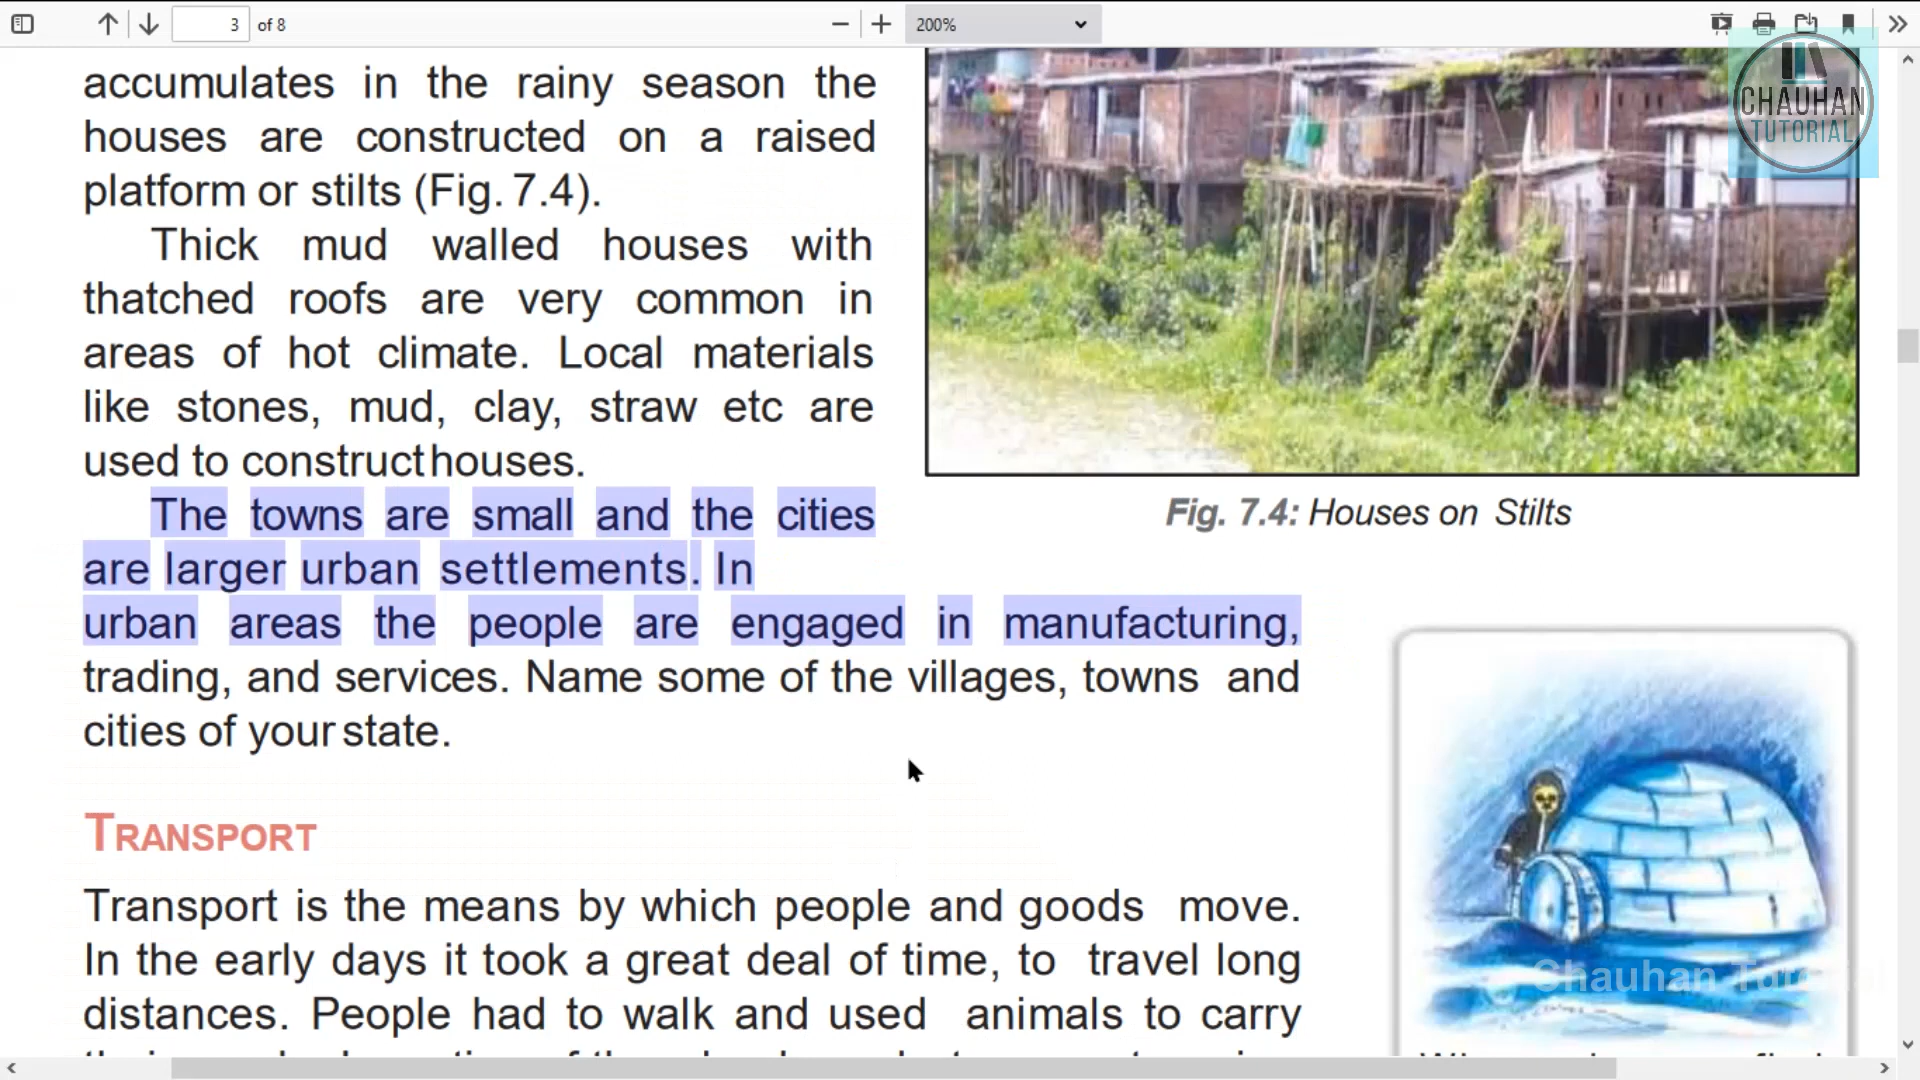 3
of 8
200%
CHAUHAN
TUTORIAL
accumulates in the rainy season the
houses are constructed on a raised
platform or stilts (Fig. 7.4).
Thick mud walled houses with
thatched roofs are very common in
areas of hot climate. Local materials
like stones, mud, clay, straw etc are
used to construct houses.
The towns are small and the cities
are larger urban settlements. In
urban areas the people are engaged in manufacturing,
trading, and services. Name some of the villages, towns and
cities of your state.
Fig. 7.4: Houses on Stilts
TRANSPORT
Transport is the means by which people and goods move.
In the early days it took a great deal of time, to travel long
distances. People had to walk and used animals to carry
Chauhan Tutorial